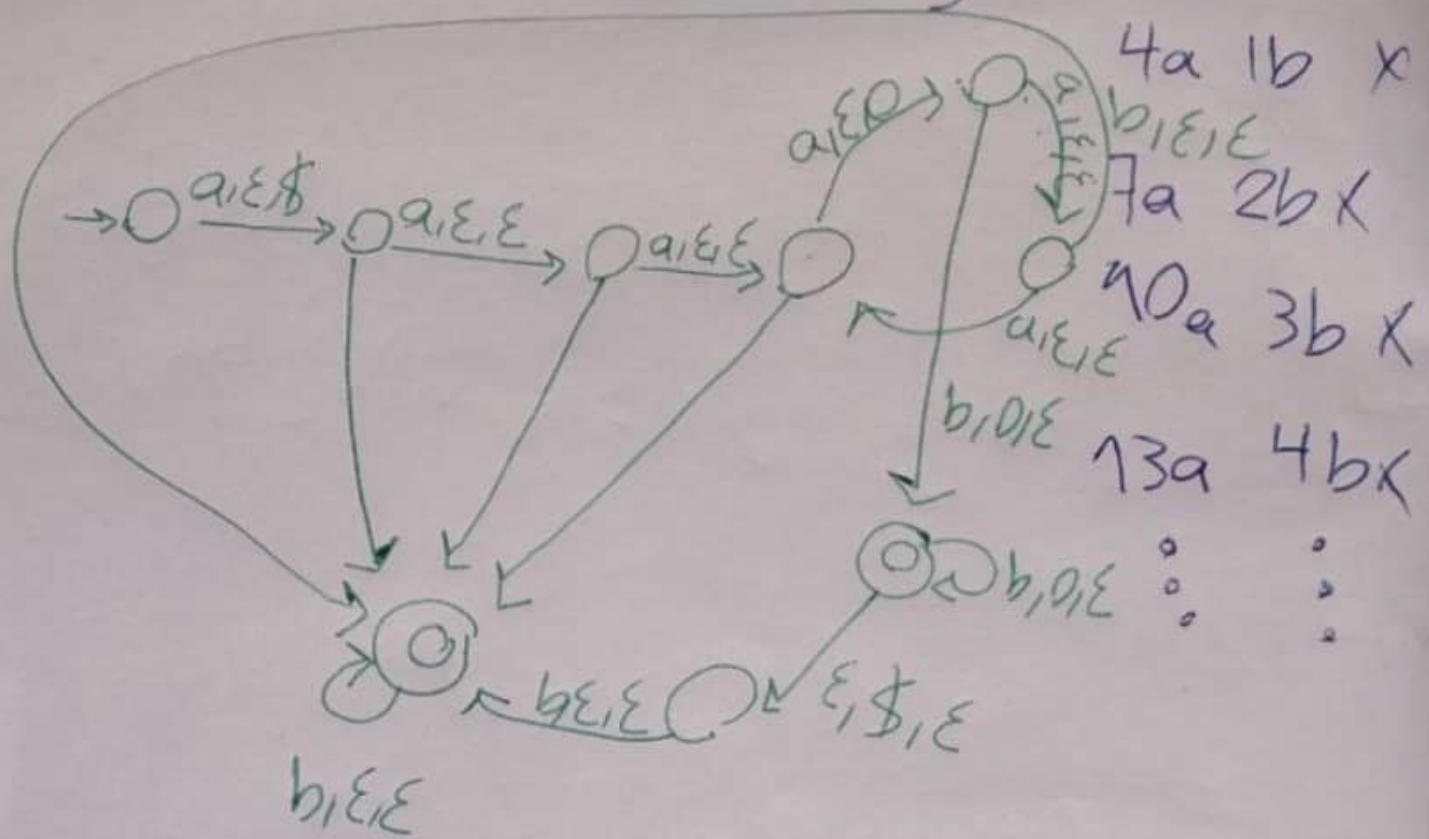 4a 1b x
a,ε,0
a,ε,ε
b,ε,ε
a,ε,$
a,ε,ε
a,ε,ε
7a 2b x
10a 3b x
a,ε,ε
b,0,ε
13a 4b x
b,0,ε
b,ε,ε
ε,$,ε
b,ε,ε